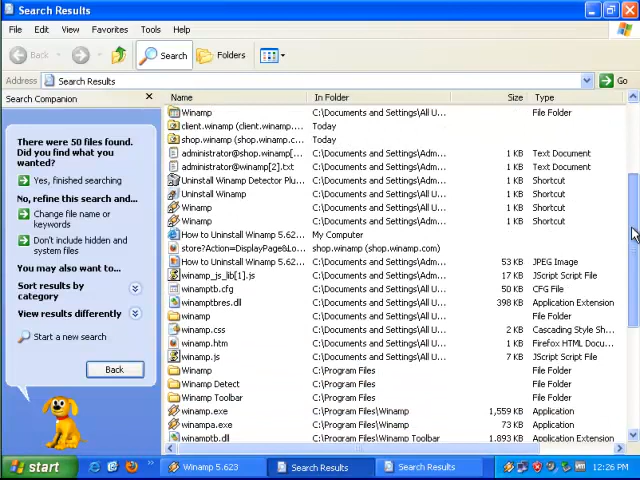 Search Results
File Edit View Favorites Tools Help
Back Search Folders
Address Search Results Go
Search Companion
There were 50 files found. Did you find what you wanted?
Yes, finished searching
No, refine this search and...
Change file name or keywords
Don't include hidden and system files
You may also want to...
Sort results by category
View results differently
Start a new search
Back
Name In Folder Size Type
Winamp C:\Documents and Settings\All U... File Folder
client.winamp (client.winamp.... Today
shop.winamp (shop.winamp.c... Today
administrator@shop.winamp[... C:\Documents and Settings\Adm... 1 KB Text Document
administrator@winamp[2].txt C:\Documents and Settings\Adm... 1 KB Text Document
Uninstall Winamp Detector Plu... C:\Documents and Settings\Adm... 1 KB Shortcut
Uninstall Winamp C:\Documents and Settings\All U... 1 KB Shortcut
Winamp C:\Documents and Settings\All U... 1 KB Shortcut
Winamp C:\Documents and Settings\All U... 1 KB Shortcut
How to Uninstall Winamp 5.62... My Computer
store?Action=DisplayPage&Lo... shop.winamp (shop.winamp.com)
How to Uninstall Winamp 5.62... C:\Documents and Settings\Adm... 53 KB JPEG Image
winamp_js_lib[1].js C:\Documents and Settings\Adm... 17 KB JScript Script File
winamptb.cfg C:\Documents and Settings\All U... 50 KB CFG File
winamptbres.dll C:\Documents and Settings\All U... 398 KB Application Extension
winamp C:\Documents and Settings\All U... File Folder
winamp.css C:\Documents and Settings\All U... 2 KB Cascading Style Sh...
winamp.htm C:\Documents and Settings\All U... 2 KB Firefox HTML Docu...
winamp.js C:\Documents and Settings\All U... 7 KB JScript Script File
Winamp C:\Program Files File Folder
Winamp Detect C:\Program Files File Folder
Winamp Toolbar C:\Program Files File Folder
winamp.exe C:\Program Files\Winamp 1,559 KB Application
winampa.exe C:\Program Files\Winamp 73 KB Application
winamptb.dll C:\Program Files\Winamp Toolbar 1,893 KB Application Extension
start Winamp 5.623 Search Results Search Results 12:26 PM